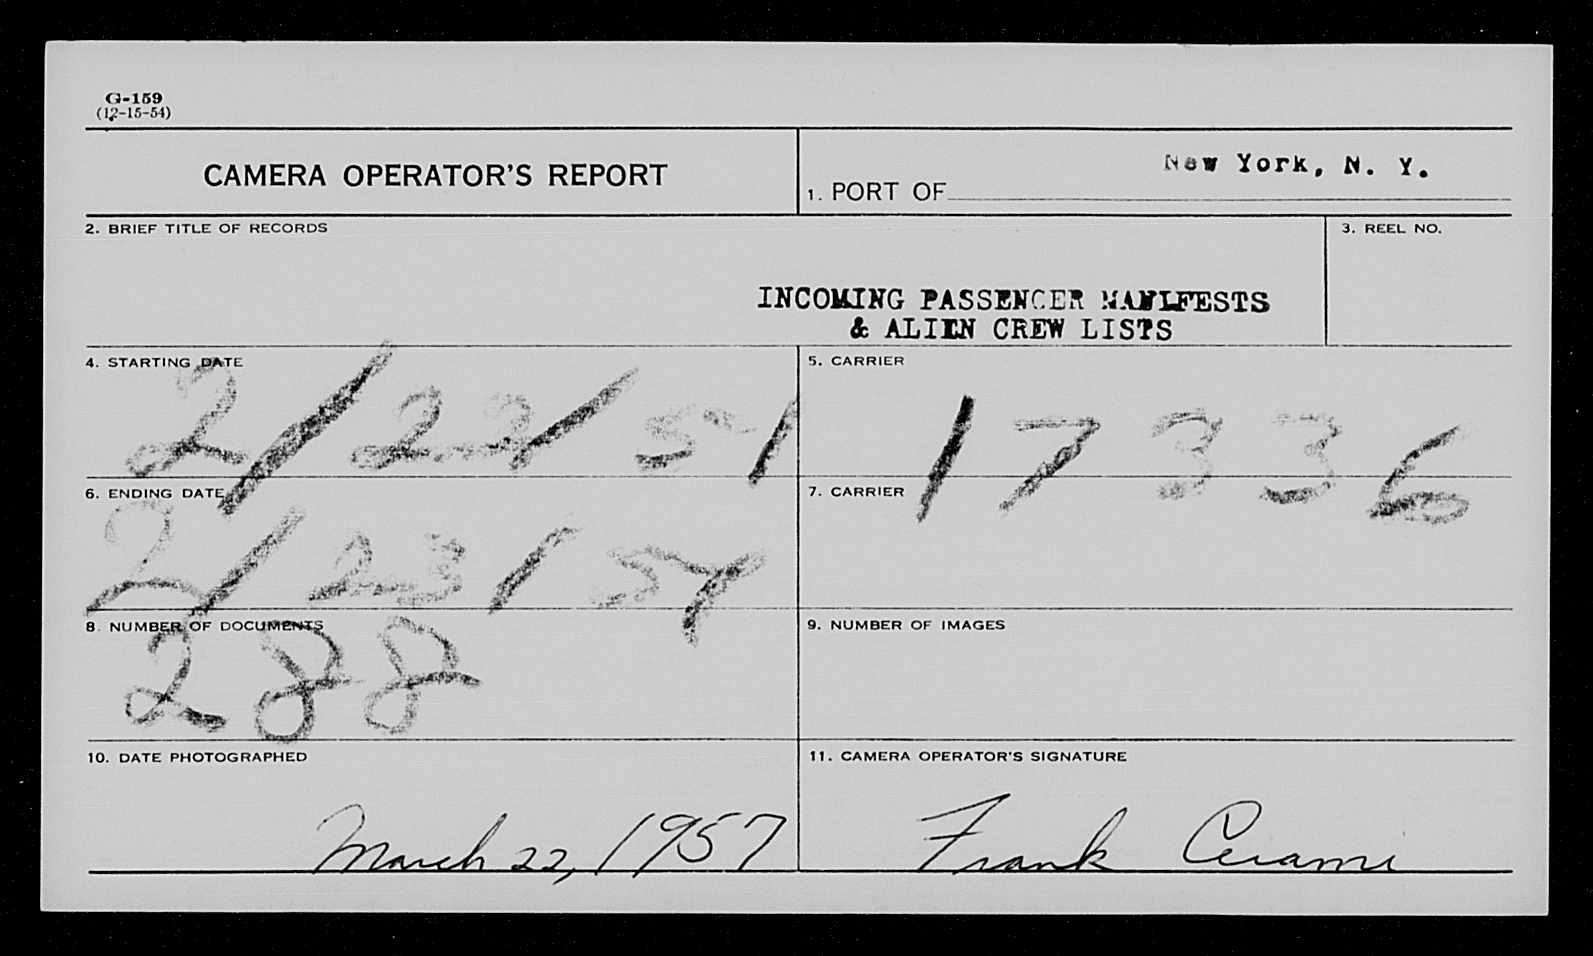 G-159
(12-15-54)
CAMERA OPERATOR'S REPORT
1. PORT OF New York, N. Y.
2. BRIEF TITLE OF RECORDS
3. REEL NO.
INCOMING PASSENGER MANIFESTS
& ALIEN CREW LISTS
4. STARTING DATE
5. CARRIER
2/22/57
17336
6. ENDING DATE
7. CARRIER
2/23/57
8. NUMBER OF DOCUMENTS
9. NUMBER OF IMAGES
288
10. DATE PHOTOGRAPHED
11. CAMERA OPERATOR'S SIGNATURE
March 22, 1957
Frank Cerami